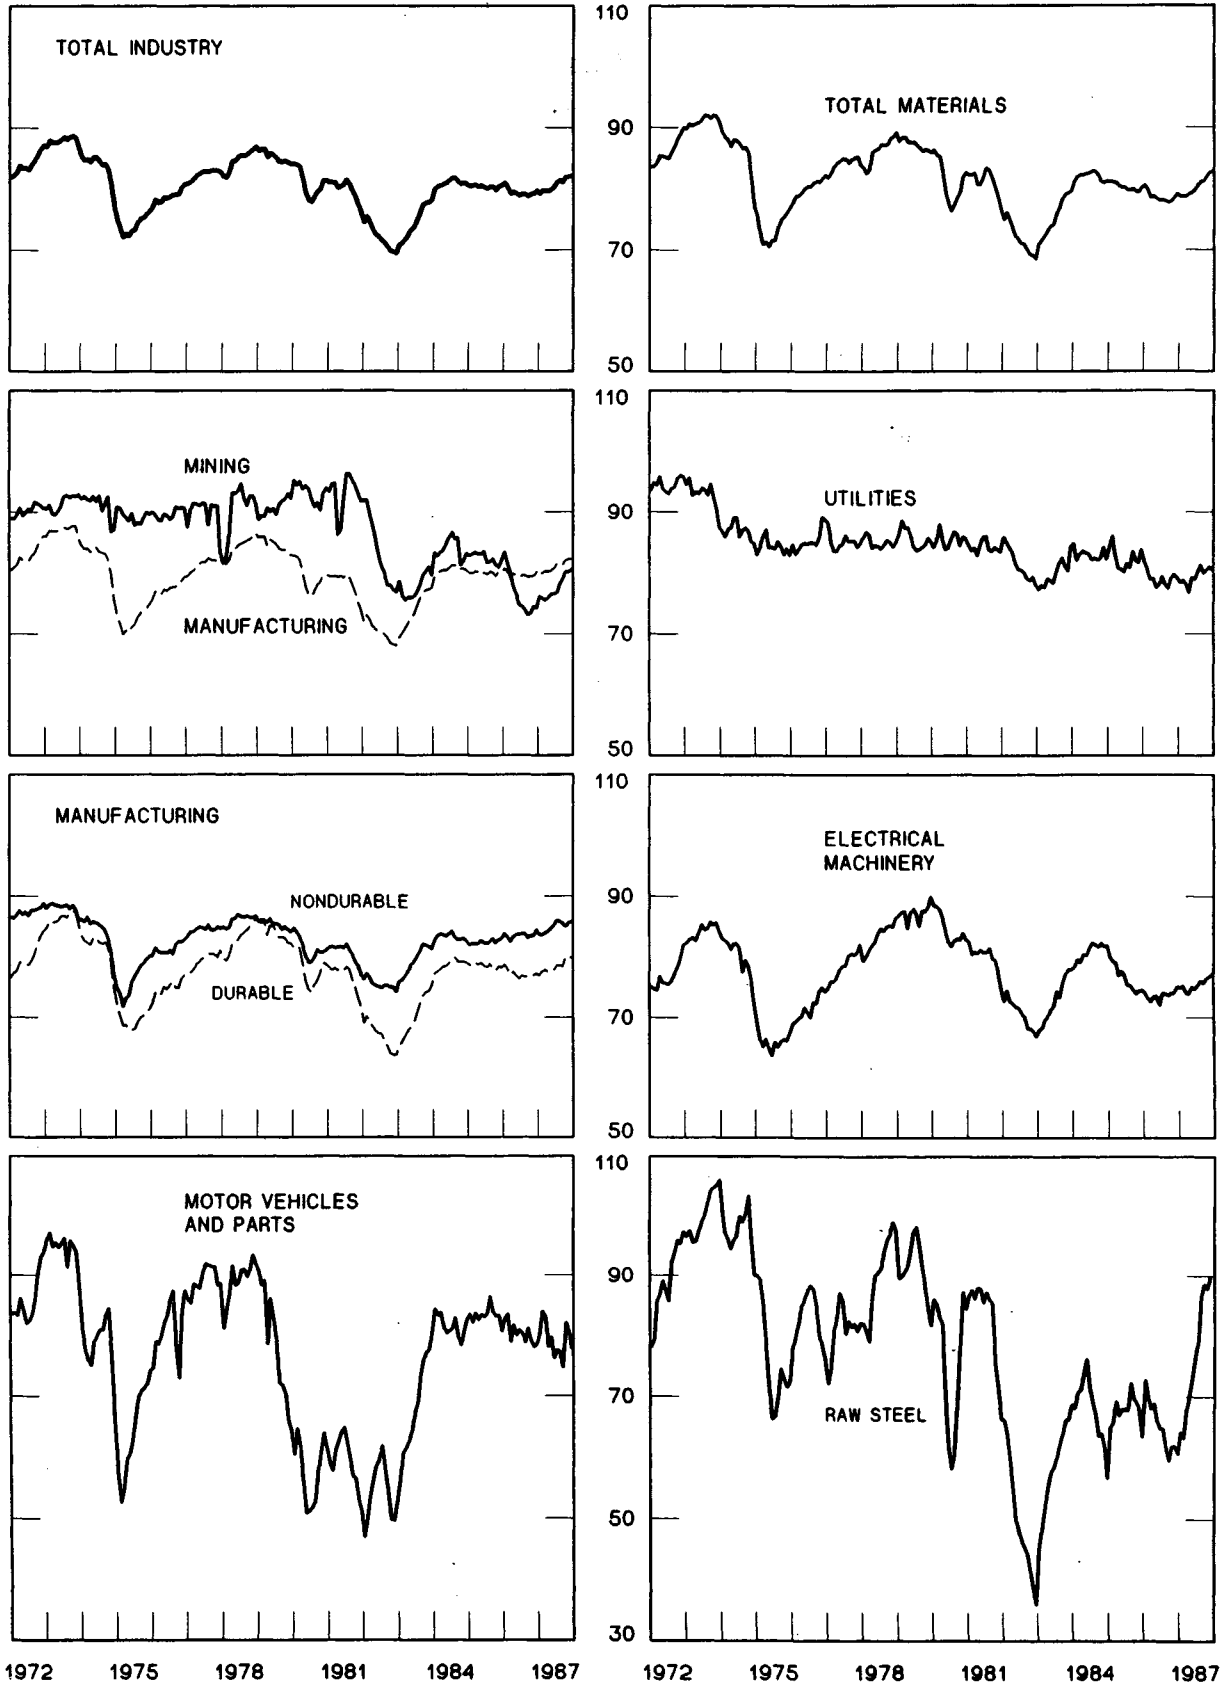 110
TOTAL INDUSTRY
TOTAL MATERIALS
90
70
50
110
MINING
UTILITIES
90
MANUFACTURING
70
50
110
MANUFACTURING
ELECTRICAL
MACHINERY
NONDURABLE
90
DURABLE
70
50
110
MOTOR VEHICLES
AND PARTS
90
70
RAW STEEL
50
30
1972 1975 1978 1981 1984 1987
1972 1975 1978 1981 1984 1987